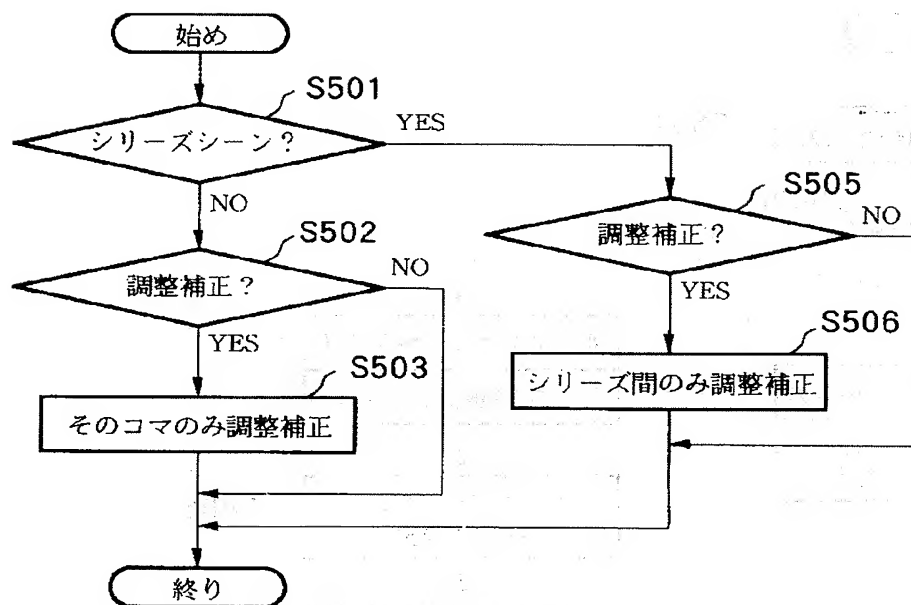 始め
S501
シリーズシーン？
YES
NO
S502
調整補正？
NO
YES
S503
そのコマのみ調整補正
S505
調整補正？
NO
YES
S506
シリーズ間のみ調整補正
終り